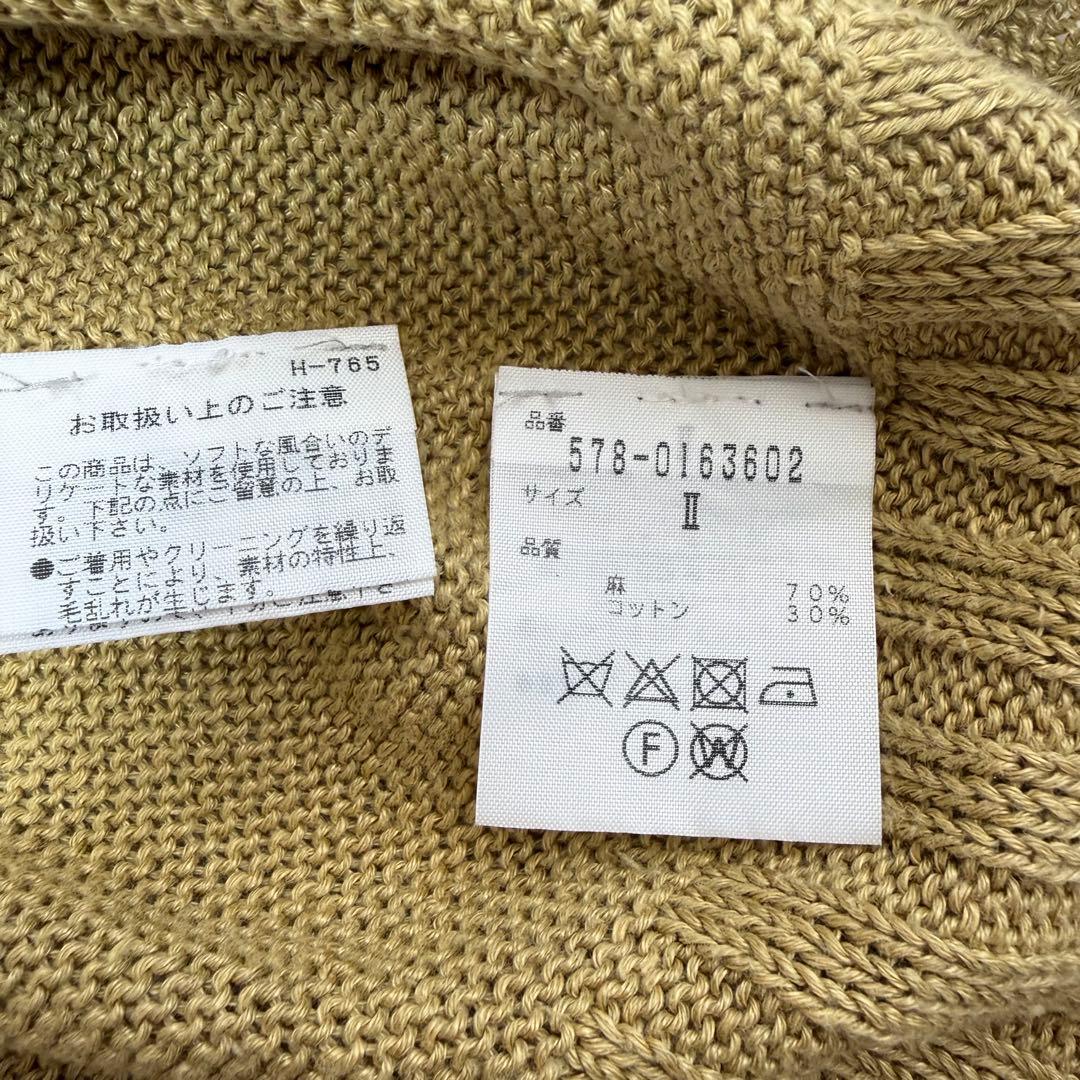 H-765
お取扱い上のご注意
この商品は、ソフトな風合いのデ
リケートな素材を使用しておりま
す。下記の点にご留意の上、お取
扱い下さい。
●ご着用やクリーニングを繰り返
すことにより、素材の特性上、
毛乱れが生じます。
品番
578-0163602
サイズ
II
品質
麻 70%
コットン 30%
F
W